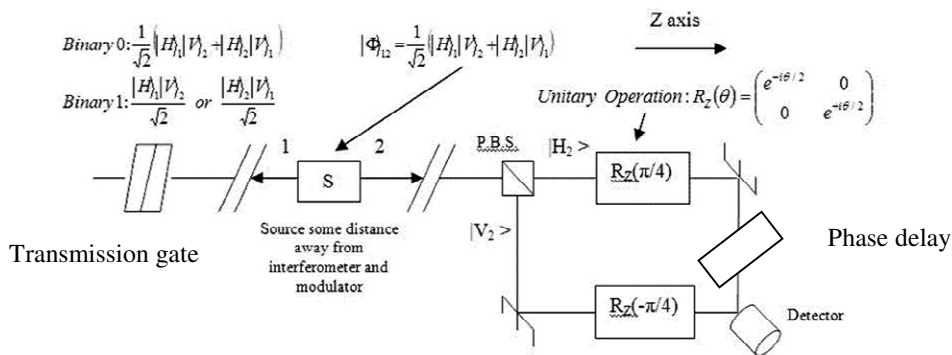 Binary 0: 1/√2 (|H⟩₁|V⟩₂ + |H⟩₂|V⟩₁)
|Φ⟩₁₂ = 1/√2 (|H⟩₁|V⟩₂ + |H⟩₂|V⟩₁)
Z axis
Binary 1: |H⟩₁|V⟩₂/√2 or |H⟩₂|V⟩₁/√2
Unitary Operation: R_Z(θ) = (e^{-iθ/2} 0
0 e^{-iθ/2})
1
2
P.B.S.
|H₂ >
S
R_Z(π/4)
Source some distance
away from
interferometer and
modulator
|V₂ >
Transmission gate
Phase delay
R_Z(-π/4)
Detector